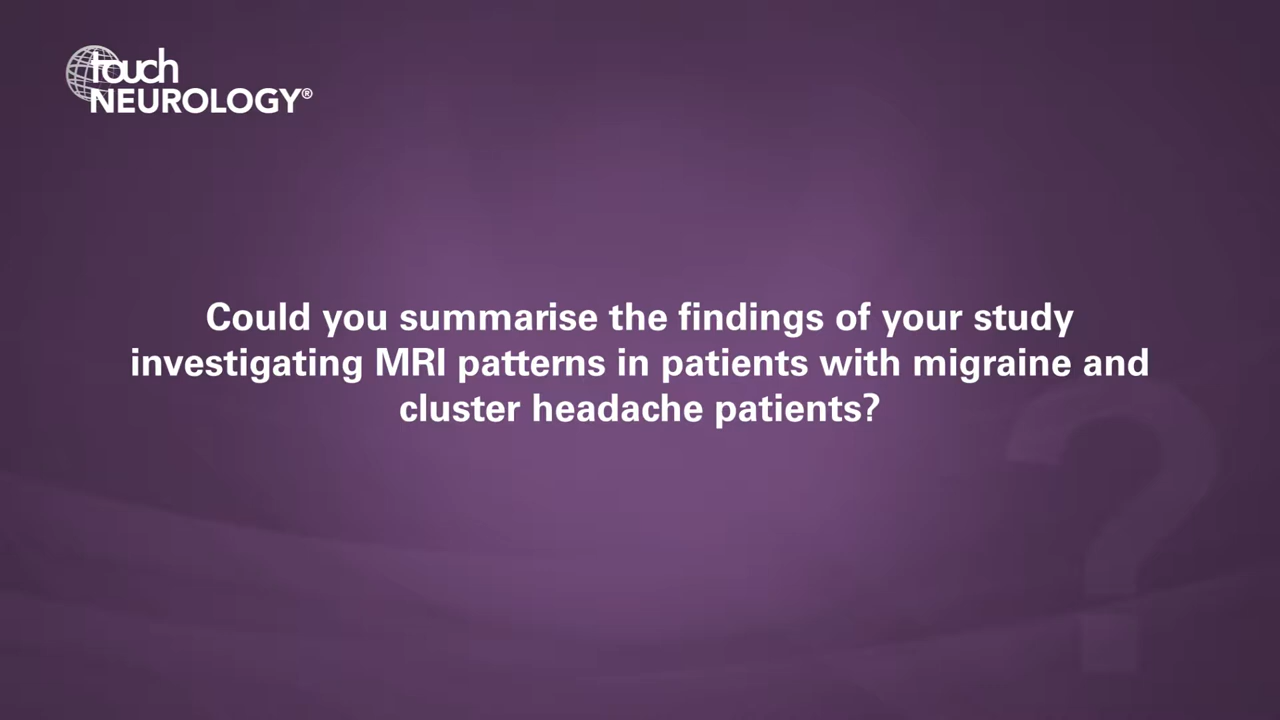 touch
NEUROLOGY®
Could you summarise the findings of your study
investigating MRI patterns in patients with migraine and
cluster headache patients?